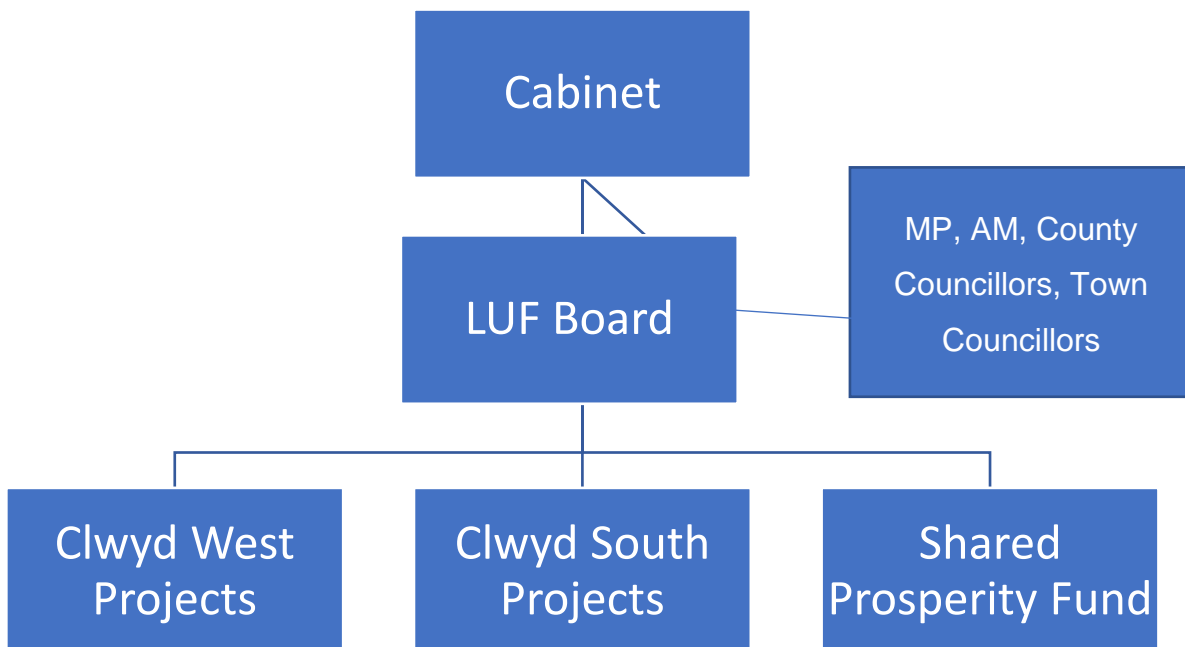 Cabinet
LUF Board
MP, AM, County
Councillors, Town
Councillors
Clwyd West
Projects
Clwyd South
Projects
Shared
Prosperity Fund